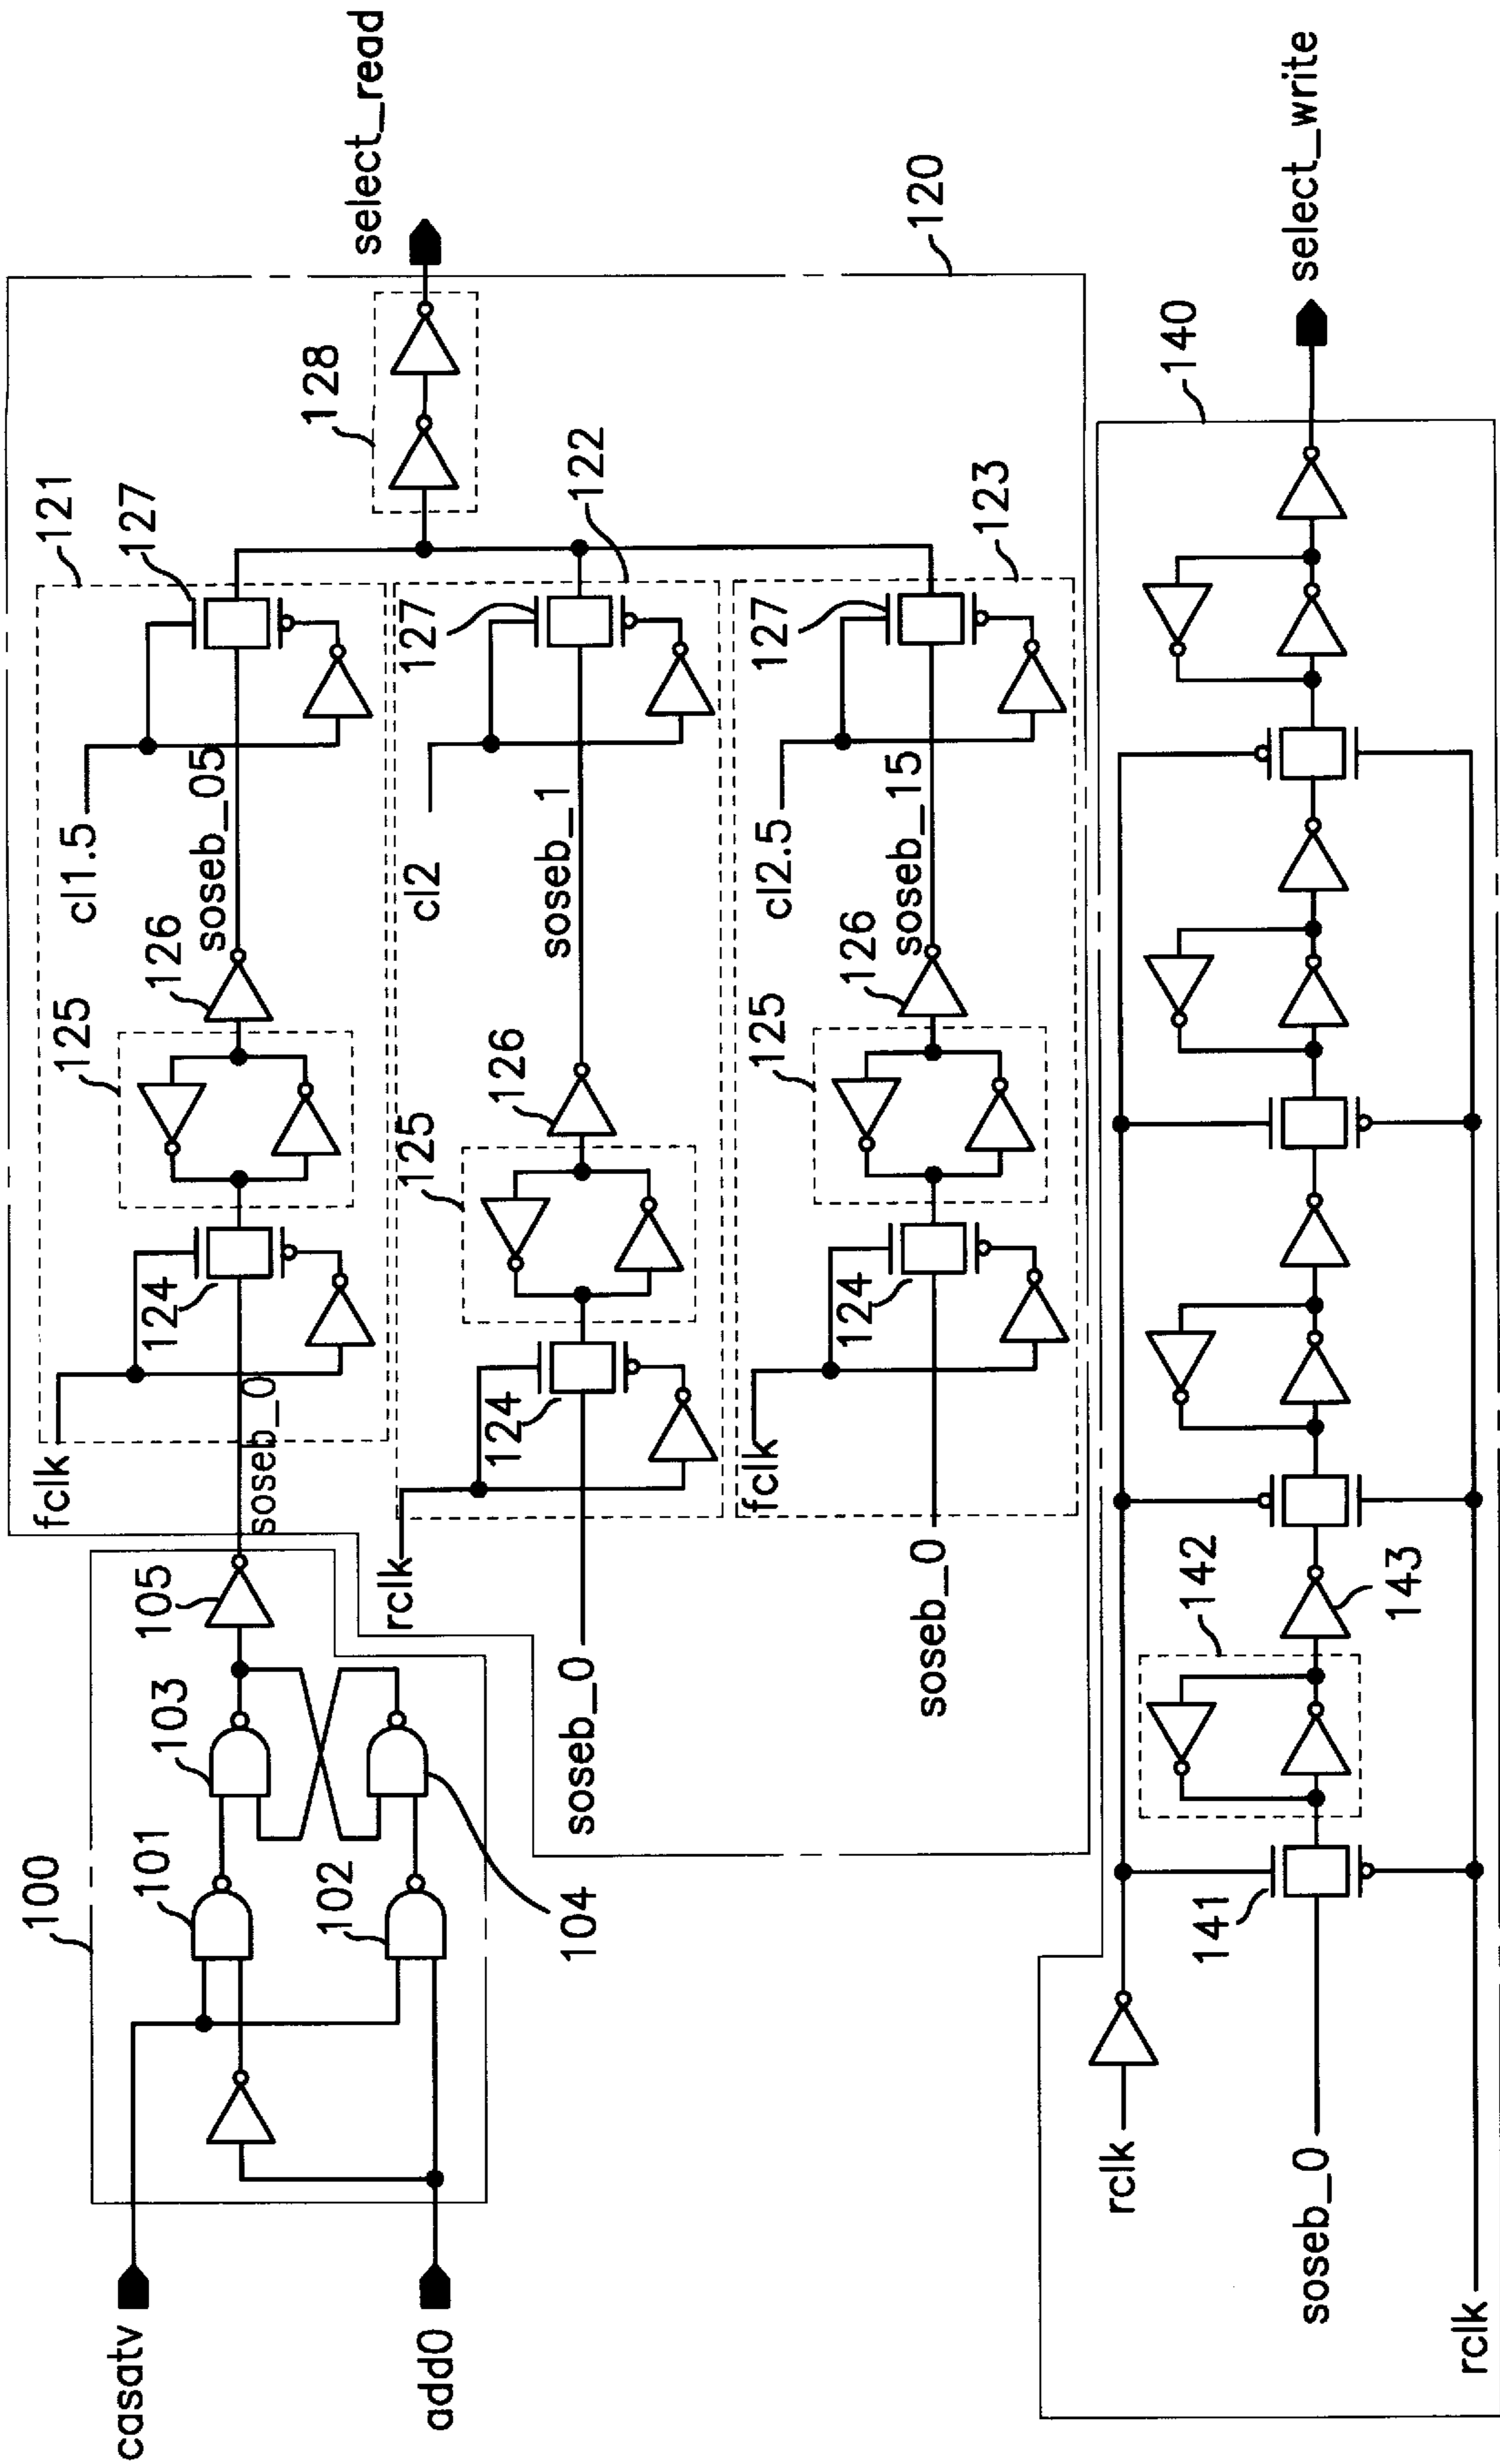 casatv
add0
100
101
102
103
104
105
soseb_0
fclk
124
125
126
soseb_05
cl1.5
127
121
rclk
soseb_0
124
125
126
soseb_1
cl2
127
122
fclk
soseb_0
124
125
126
soseb_15
cl2.5
127
123
128
select_read
120
rclk
soseb_0
rclk
141
142
143
140
select_write